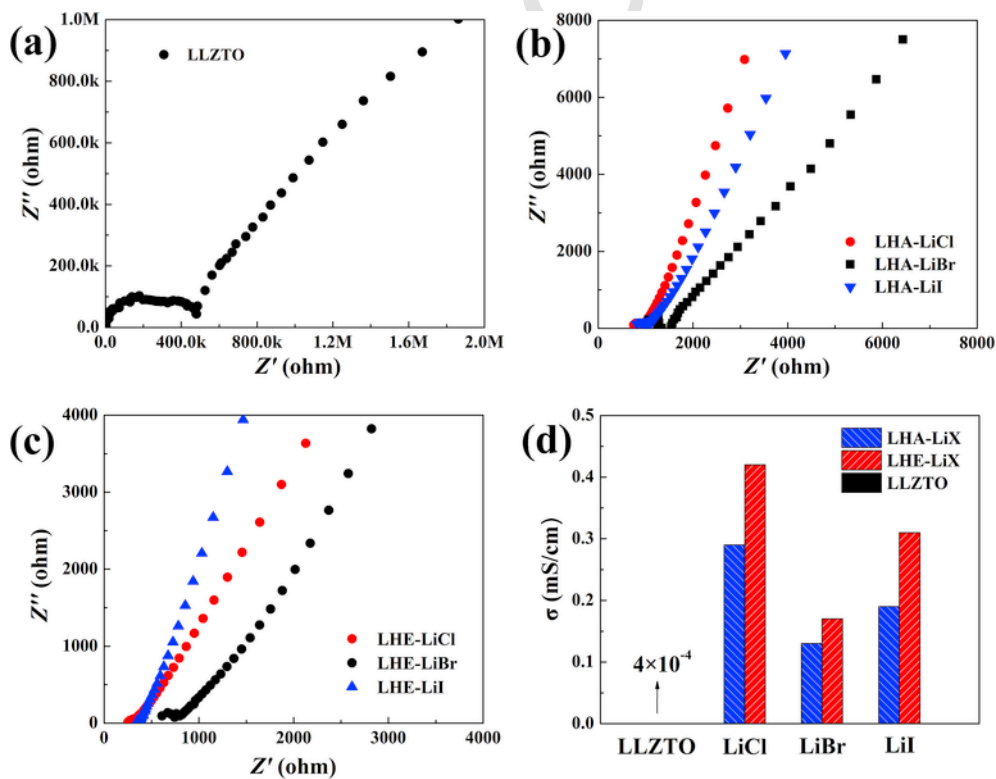 (a)
LLZTO
1.0M
800.0k
600.0k
400.0k
200.0k
0.0
Z'' (ohm)
0.0 400.0k 800.0k 1.2M 1.6M 2.0M
Z' (ohm)
(b)
8000
6000
4000
2000
0
Z'' (ohm)
LHA-LiCl
LHA-LiBr
LHA-LiI
0 2000 4000 6000 8000
Z' (ohm)
(c)
4000
3000
2000
1000
0
Z'' (ohm)
LHE-LiCl
LHE-LiBr
LHE-LiI
0 1000 2000 3000 4000
Z' (ohm)
(d)
0.5
0.4
0.3
0.2
0.1
0.0
σ (mS/cm)
LHA-LiX
LHE-LiX
LLZTO
4×10⁻⁴
LLZTO LiCl LiBr LiI